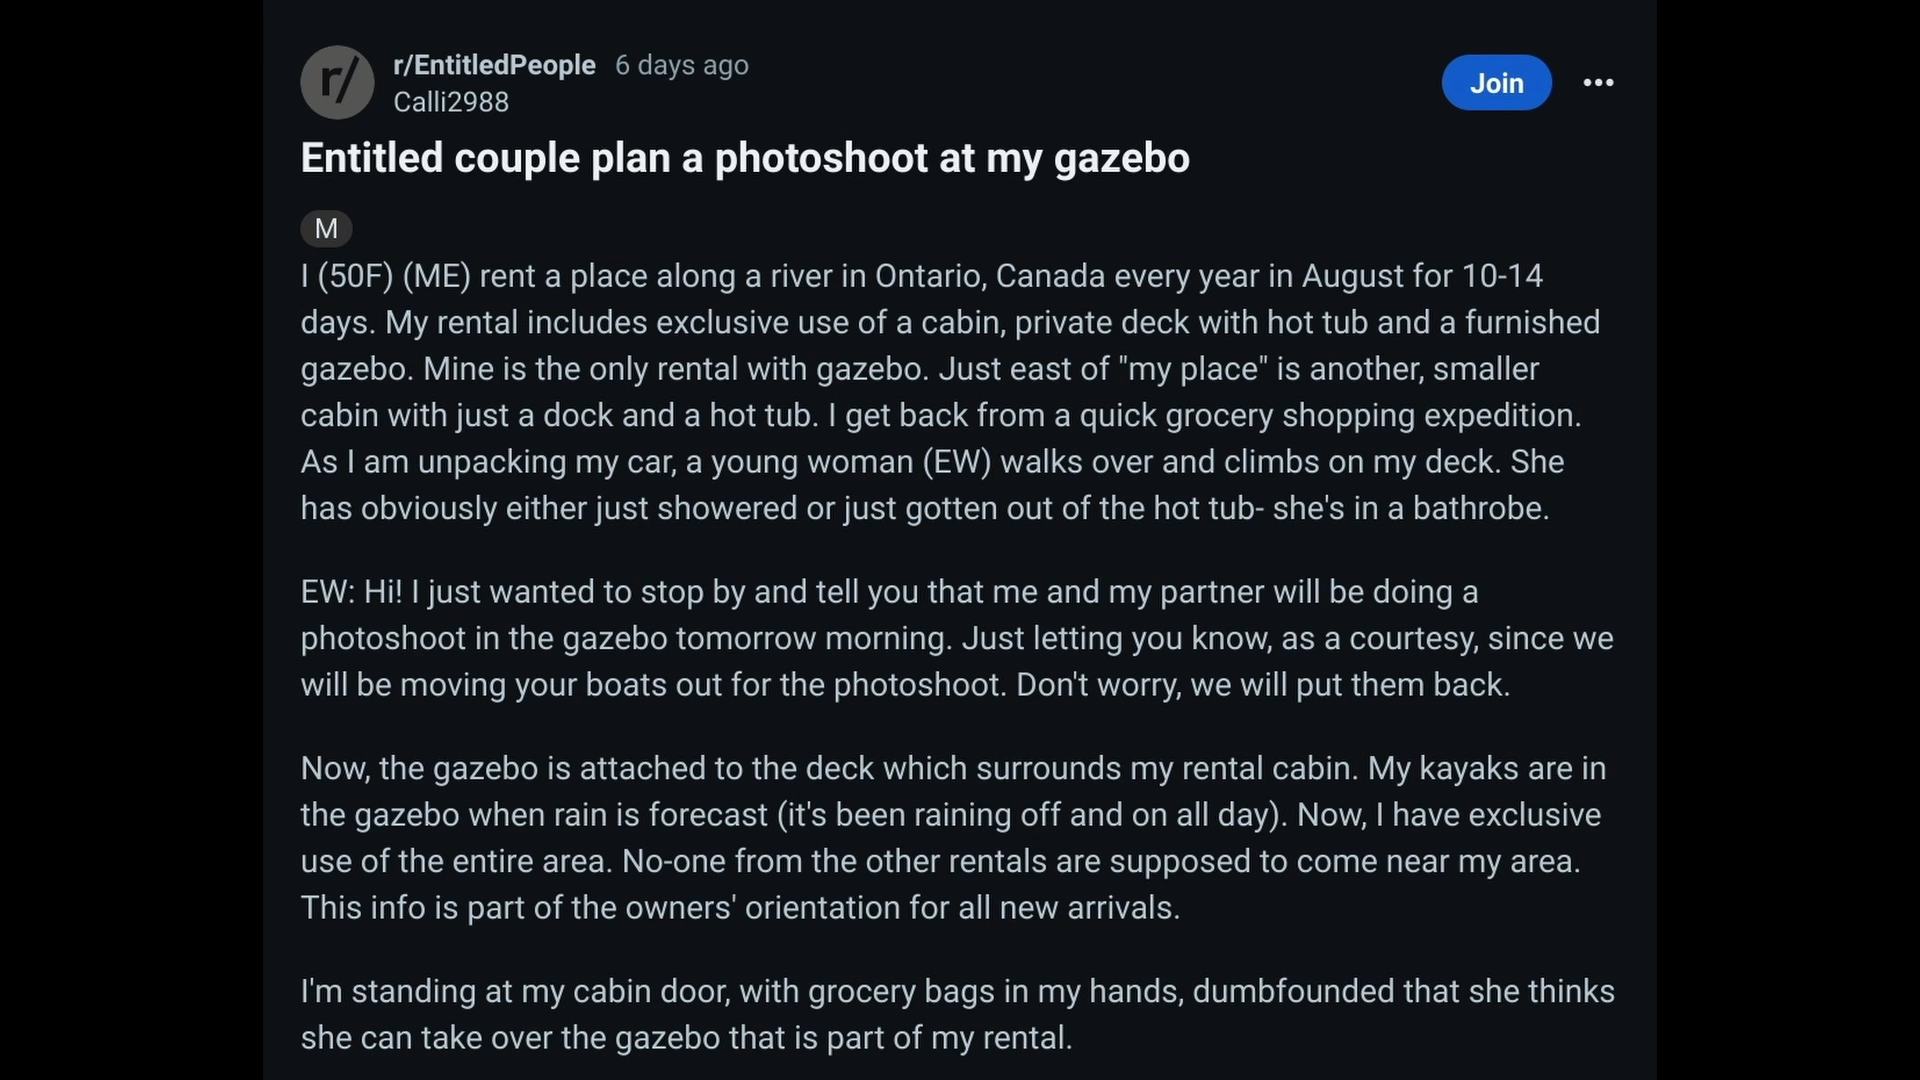 r/
r/EntitledPeople 6 days ago
Calli2988
Join
Entitled couple plan a photoshoot at my gazebo
M
I (50F) (ME) rent a place along a river in Ontario, Canada every year in August for 10-14
days. My rental includes exclusive use of a cabin, private deck with hot tub and a furnished
gazebo. Mine is the only rental with gazebo. Just east of "my place" is another, smaller
cabin with just a dock and a hot tub. I get back from a quick grocery shopping expedition.
As I am unpacking my car, a young woman (EW) walks over and climbs on my deck. She
has obviously either just showered or just gotten out of the hot tub- she's in a bathrobe.
EW: Hi! I just wanted to stop by and tell you that me and my partner will be doing a
photoshoot in the gazebo tomorrow morning. Just letting you know, as a courtesy, since we
will be moving your boats out for the photoshoot. Don't worry, we will put them back.
Now, the gazebo is attached to the deck which surrounds my rental cabin. My kayaks are in
the gazebo when rain is forecast (it's been raining off and on all day). Now, I have exclusive
use of the entire area. No-one from the other rentals are supposed to come near my area.
This info is part of the owners' orientation for all new arrivals.
I'm standing at my cabin door, with grocery bags in my hands, dumbfounded that she thinks
she can take over the gazebo that is part of my rental.